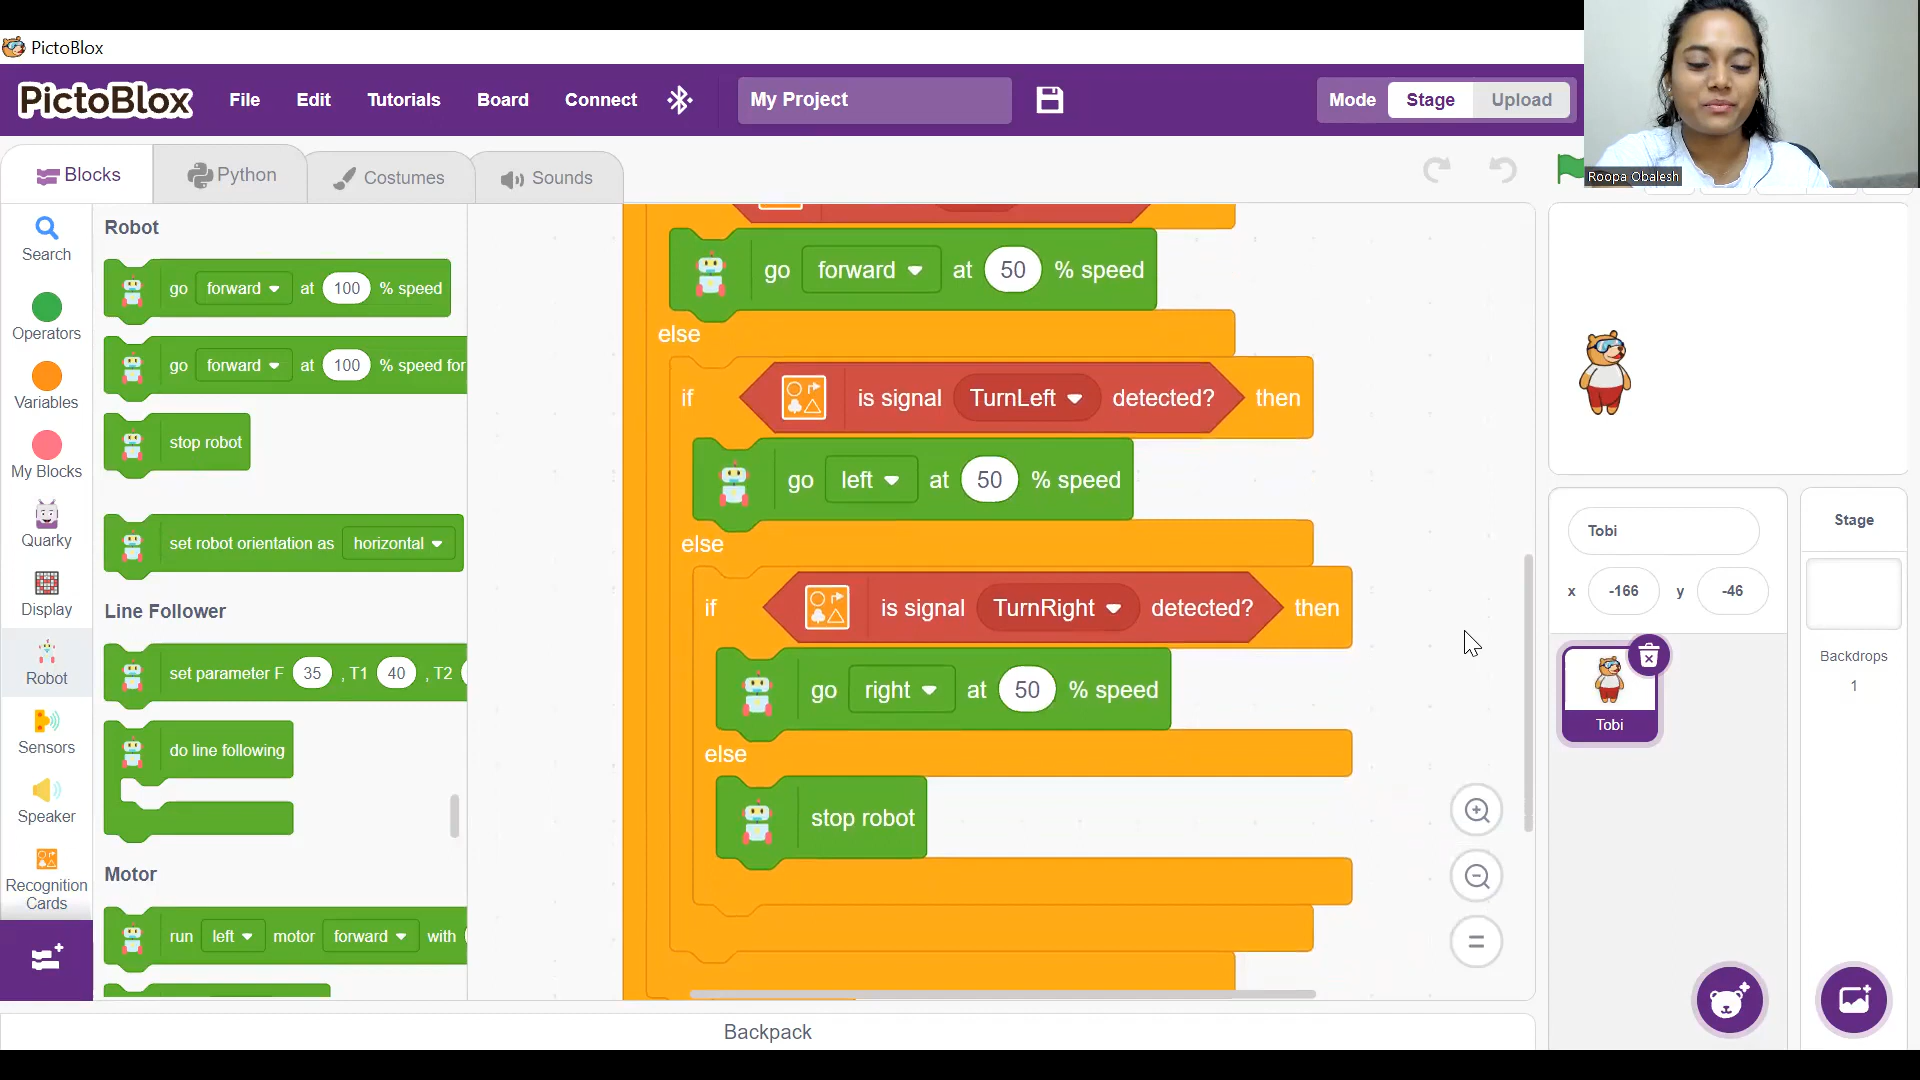 PictoBlox
PictoBlox File Edit Tutorials Board Connect My Project Mode Stage Upload
Roopa Obalesh
Blocks Python Costumes Sounds
Search
Operators
Variables
My Blocks
Quarky
Display
Robot
Sensors
Speaker
Recognition
Cards
Robot
go forward at 100 % speed
go forward at 100 % speed for
stop robot
set robot orientation as horizontal
Line Follower
set parameter F 35 , T1 40 , T2
do line following
Motor
run left motor forward with
go forward at 50 % speed
else
if is signal TurnLeft detected? then
go left at 50 % speed
else
if is signal TurnRight detected? then
go right at 50 % speed
else
stop robot
Backpack
Tobi
x -166 y -46
Tobi
Stage
Backdrops
1